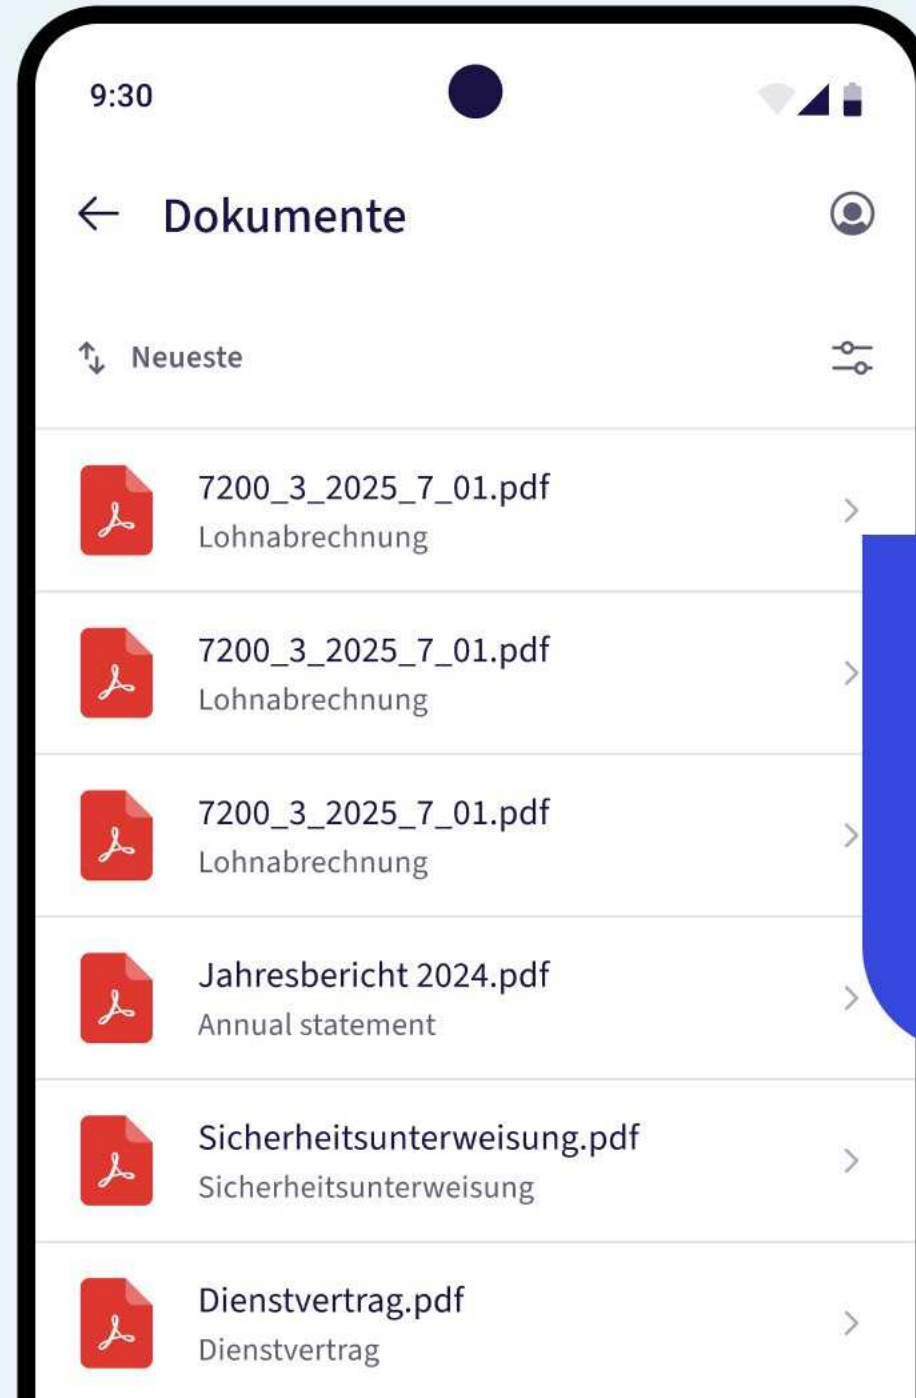 9:30
Dokumente
Neueste
7200_3_2025_7_01.pdf
Lohnabrechnung
7200_3_2025_7_01.pdf
Lohnabrechnung
7200_3_2025_7_01.pdf
Lohnabrechnung
Jahresbericht 2024.pdf
Annual statement
Sicherheitsunterweisung.pdf
Sicherheitsunterweisung
Dienstvertrag.pdf
Dienstvertrag